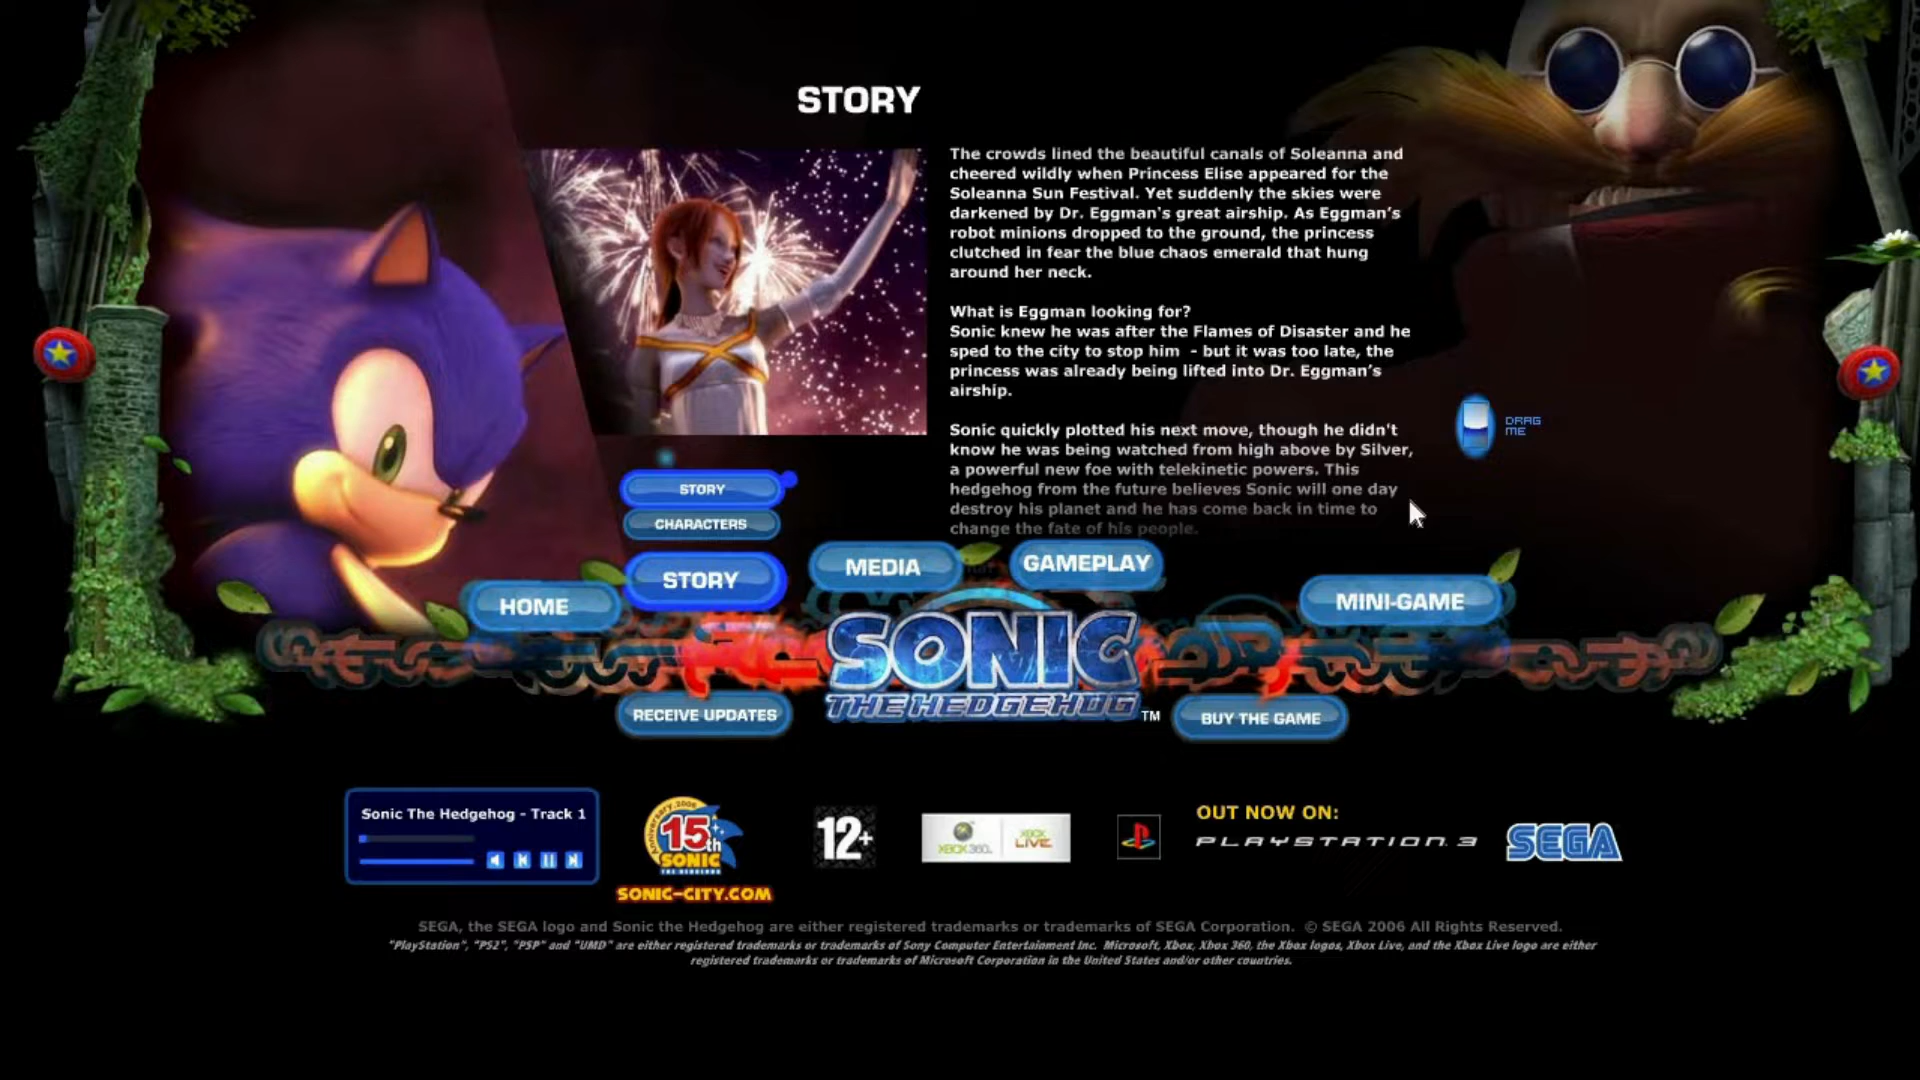 STORY
The crowds lined the beautiful canals of Soleanna and
cheered wildly when Princess Elise appeared for the
Soleanna Sun Festival. Yet suddenly the skies were
darkened by Dr. Eggman's great airship. As Eggman's
robot minions dropped to the ground, the princess
clutched in fear the blue chaos emerald that hung
around her neck.
What is Eggman looking for?
Sonic knew he was after the Flames of Disaster and he
sped to the city to stop him - but it was too late, the
princess was already being lifted into Dr. Eggman's
airship.
Sonic quickly plotted his next move, though he didn't
know he was being watched from high above by Silver,
a powerful new foe with telekinetic powers. This
hedgehog from the future believes Sonic will one day
destroy his planet and he has come back in time to
change the fate of his people.
DRAG
ME
STORY
CHARACTERS
HOME
STORY
MEDIA
GAMEPLAY
MINI-GAME
SONIC
THE HEDGEHOG TM
RECEIVE UPDATES
BUY THE GAME
Sonic The Hedgehog - Track 1
Anniversary.2006
15th
SONIC
THE HEDGEHOG
SONIC-CITY.COM
12+
XBOX 360
XBOX
LIVE
OUT NOW ON:
PLAYSTATION 3
SEGA
SEGA, the SEGA logo and Sonic the Hedgehog are either registered trademarks or trademarks of SEGA Corporation. © SEGA 2006 All Rights Reserved.
"PlayStation", "PS2", "PSP" and "UMD" are either registered trademarks or trademarks of Sony Computer Entertainment Inc. Microsoft, Xbox, Xbox 360, the Xbox logos, Xbox Live, and the Xbox Live logo are either
registered trademarks or trademarks of Microsoft Corporation in the United States and/or other countries.